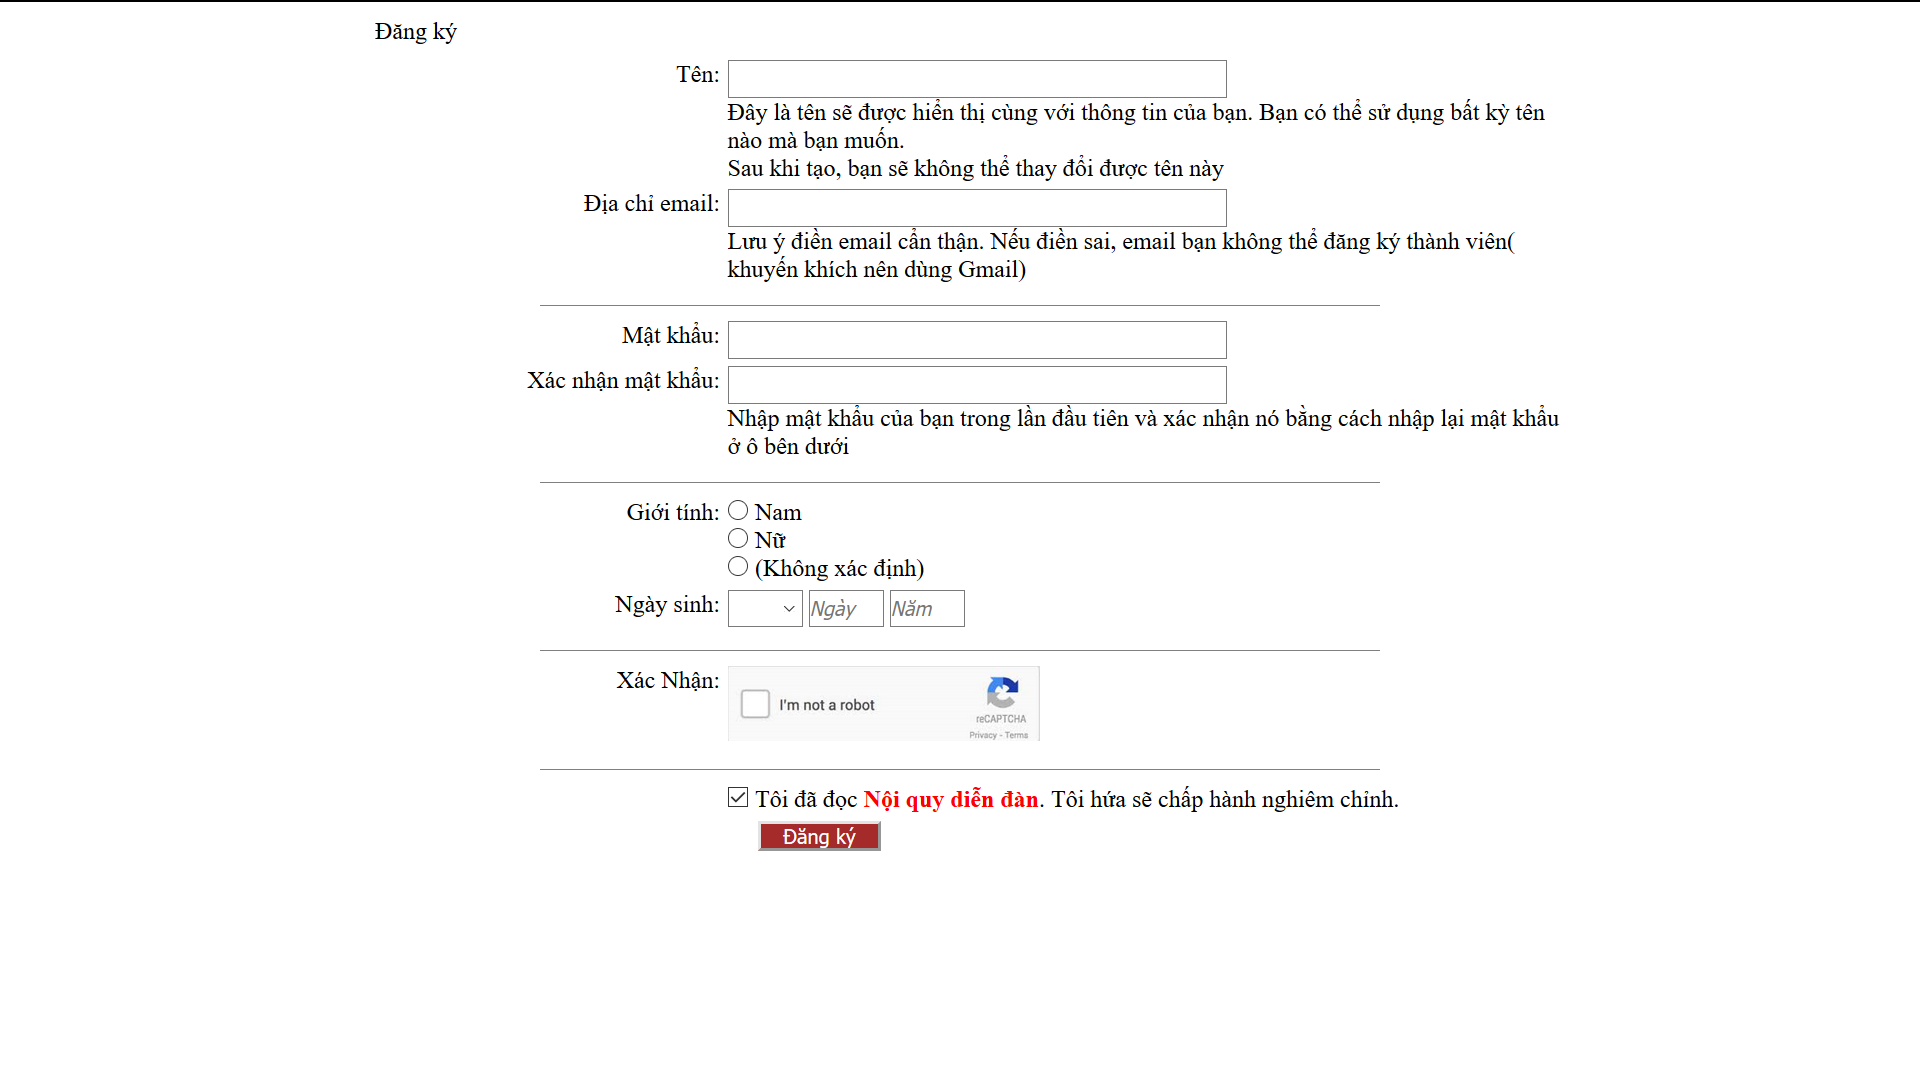 Đăng ký
Tên:
Đây là tên sẽ được hiển thị cùng với thông tin của bạn. Bạn có thể sử dụng bất kỳ tên
nào mà bạn muốn.
Sau khi tạo, bạn sẽ không thể thay đổi được tên này
Địa chỉ email:
Lưu ý điền email cẩn thận. Nếu điền sai, email bạn không thể đăng ký thành viên(
khuyến khích nên dùng Gmail)
Mật khẩu:
Xác nhận mật khẩu:
Nhập mật khẩu của bạn trong lần đầu tiên và xác nhận nó bằng cách nhập lại mật khẩu
ở ô bên dưới
Giới tính: Nam
Nữ
(Không xác định)
Ngày sinh: Ngày Năm
Xác Nhận: I'm not a robot
reCAPTCHA
Privacy - Terms
Tôi đã đọc Nội quy diễn đàn. Tôi hứa sẽ chấp hành nghiêm chỉnh.
Đăng ký